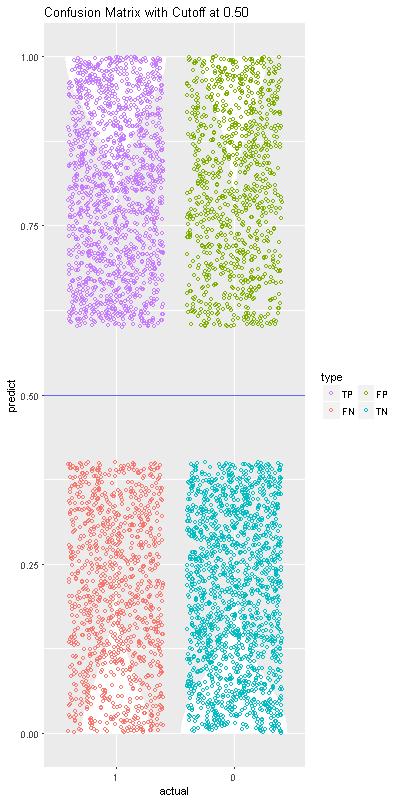 Confusion Matrix with Cutoff at 0.50
1.00
0.75
0.50
0.25
0.00
predict
1 0
actual
type
TP FP
FN TN